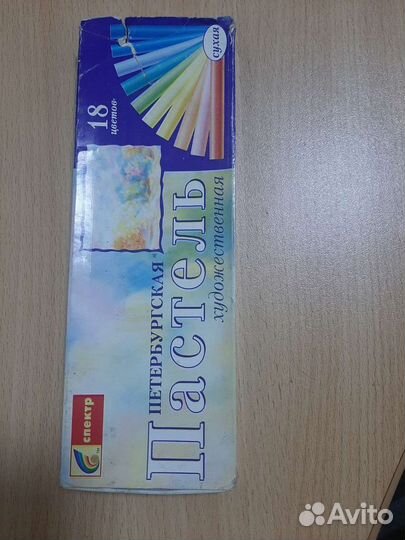 спектр
ПЕТЕРБУРГСКАЯ
Пастель
художественная
18
цветов
сухая
Avito